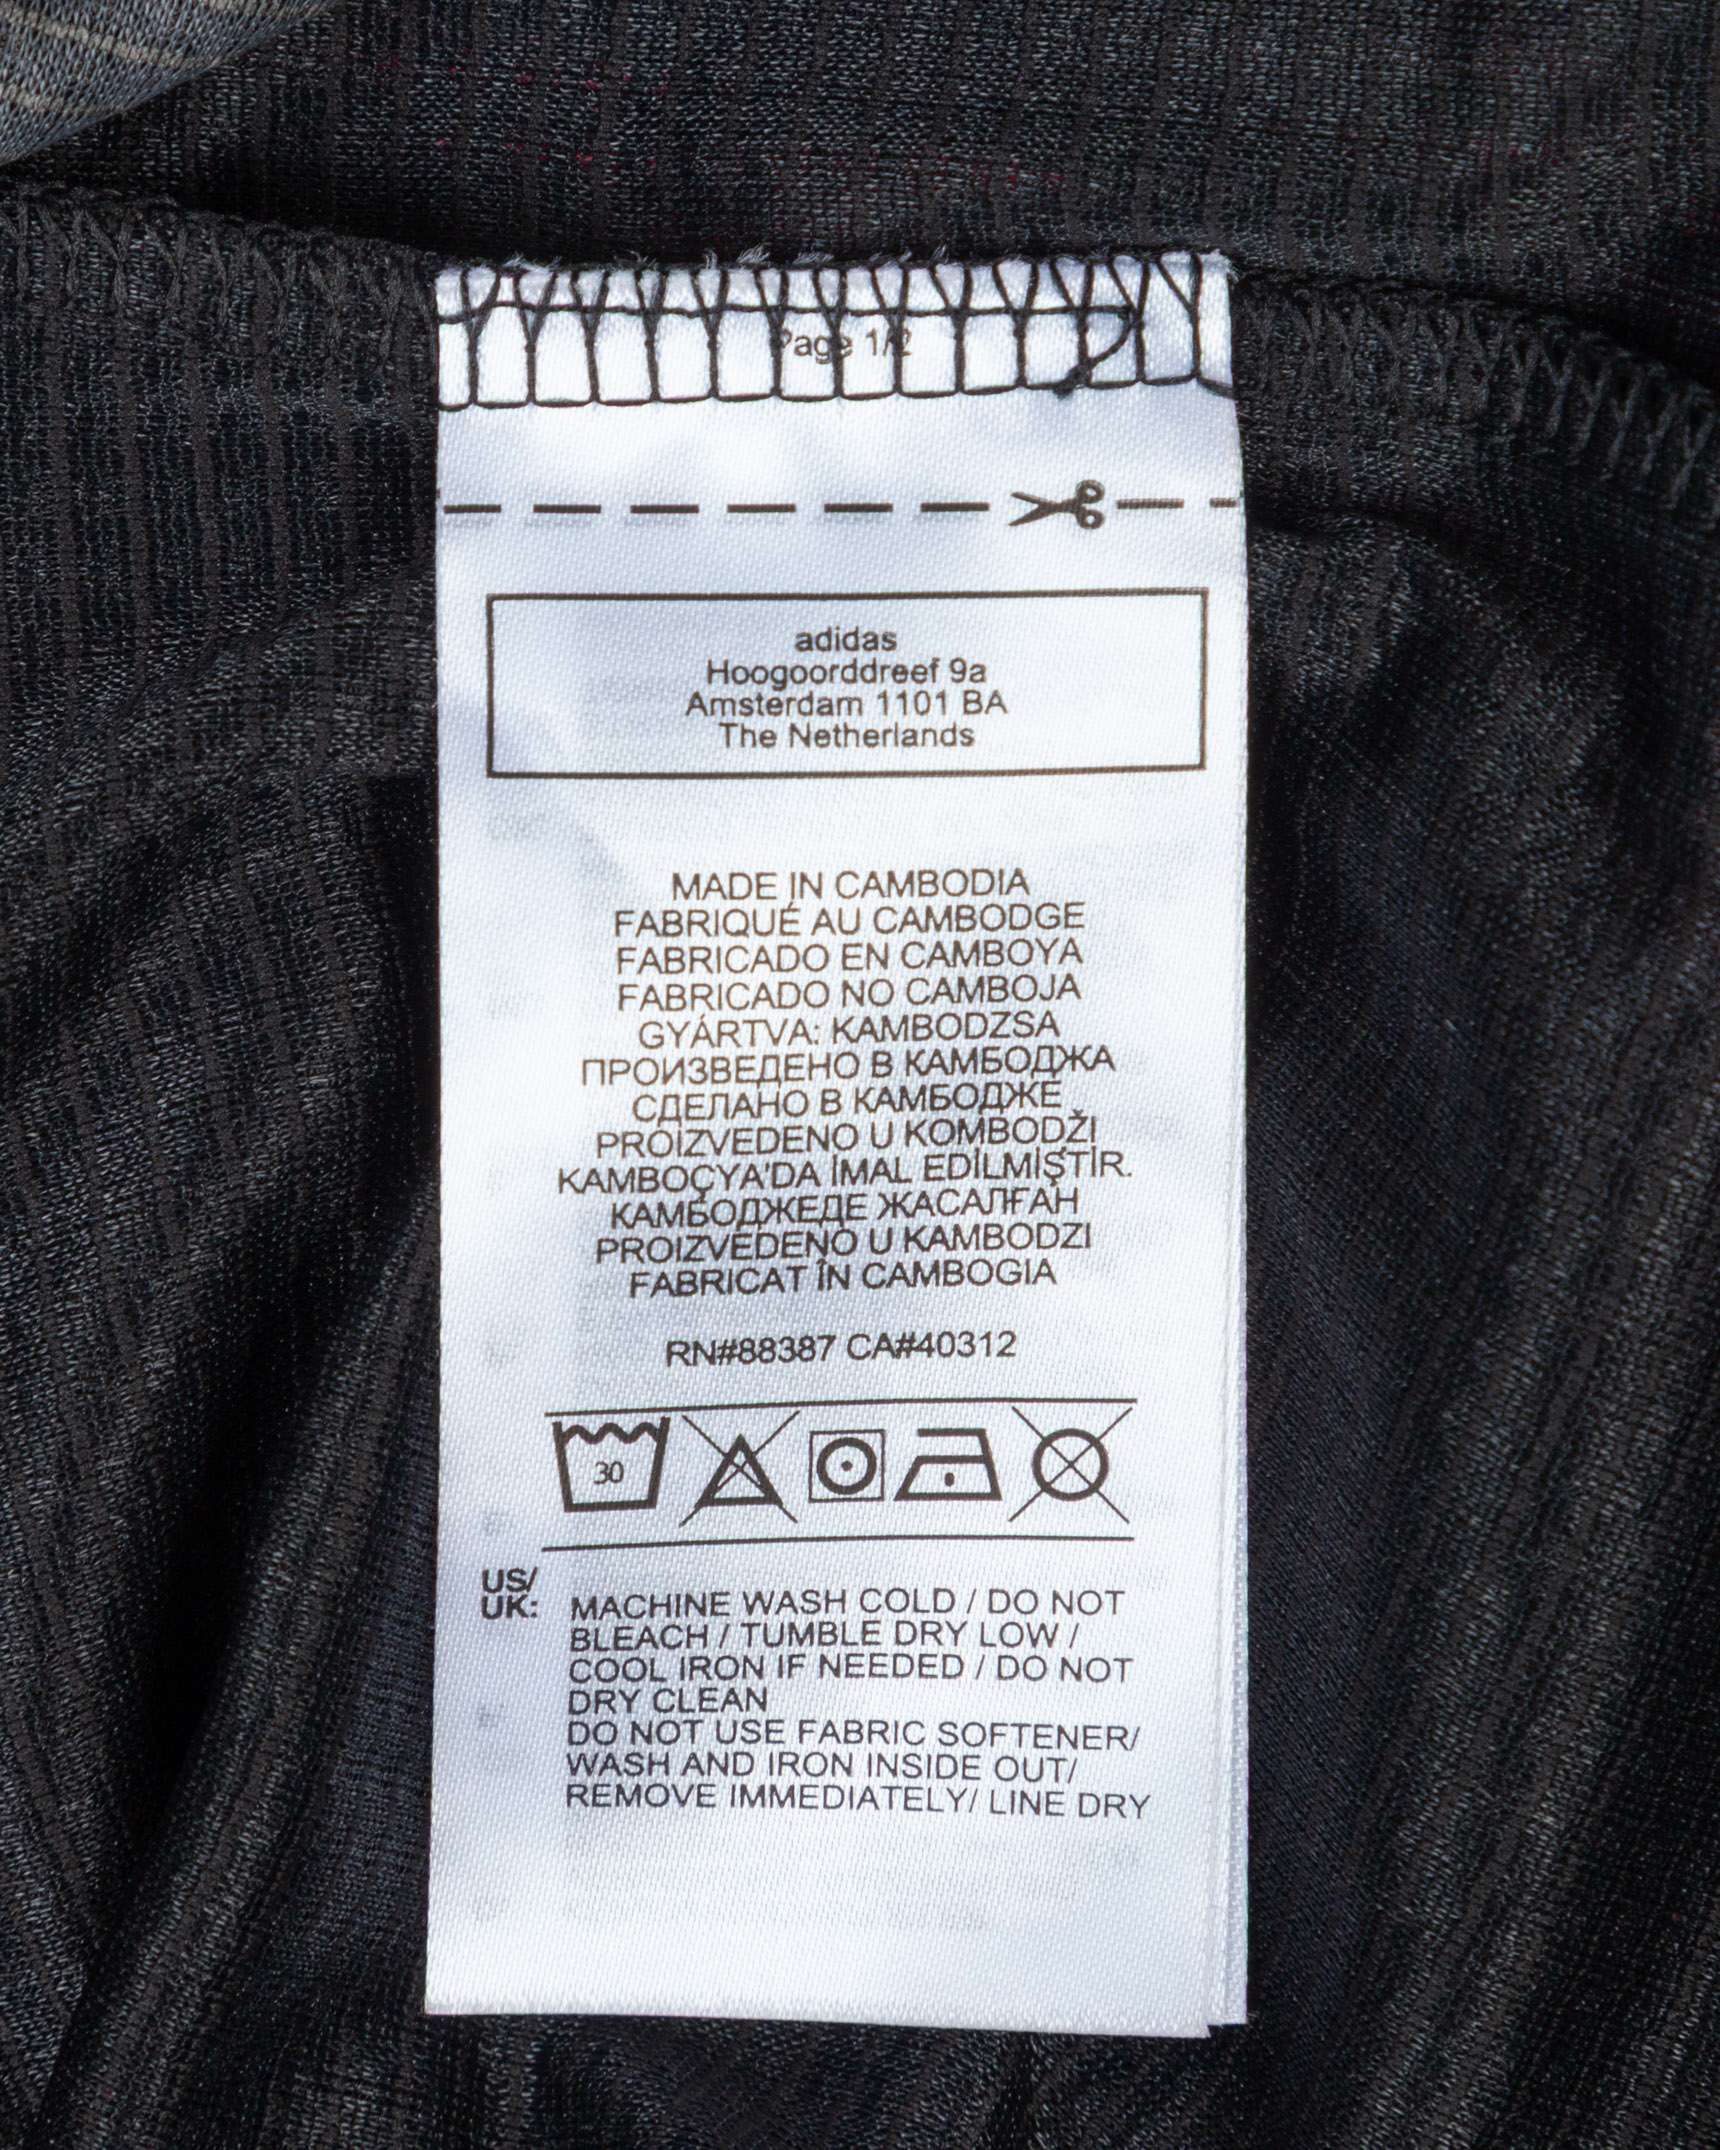 Page 1/2
adidas
Hoogoorddreef 9a
Amsterdam 1101 BA
The Netherlands
MADE IN CAMBODIA
FABRIQUÉ AU CAMBODGE
FABRICADO EN CAMBOYA
FABRICADO NO CAMBOJA
GYÁRTVA: KAMBODZSA
ПРОИЗВЕДЕНО В КАМБОДЖА
СДЕЛАНО В КАМБОДЖЕ
PROIZVEDENO U KOMBODŽI
KAMBOÇYA'DA İMAL EDİLMİŞTİR.
КАМБОДЖЕДЕ ЖАСАЛҒАН
PROIZVEDENO U KAMBODZI
FABRICAT ÎN CAMBOGIA
RN#88387 CA#40312
30
US/
UK: MACHINE WASH COLD / DO NOT
BLEACH / TUMBLE DRY LOW /
COOL IRON IF NEEDED / DO NOT
DRY CLEAN
DO NOT USE FABRIC SOFTENER/
WASH AND IRON INSIDE OUT/
REMOVE IMMEDIATELY/ LINE DRY